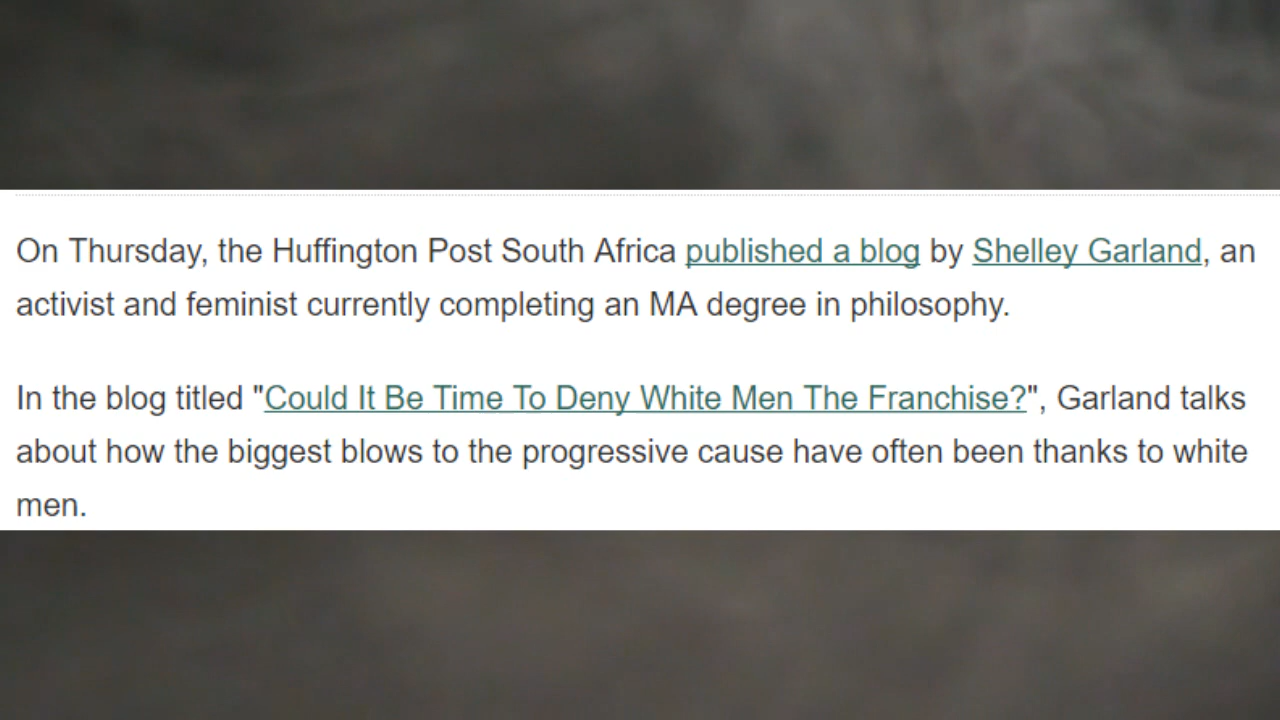 On Thursday, the Huffington Post South Africa published a blog by Shelley Garland, an
activist and feminist currently completing an MA degree in philosophy.
In the blog titled "Could It Be Time To Deny White Men The Franchise?", Garland talks
about how the biggest blows to the progressive cause have often been thanks to white
men.